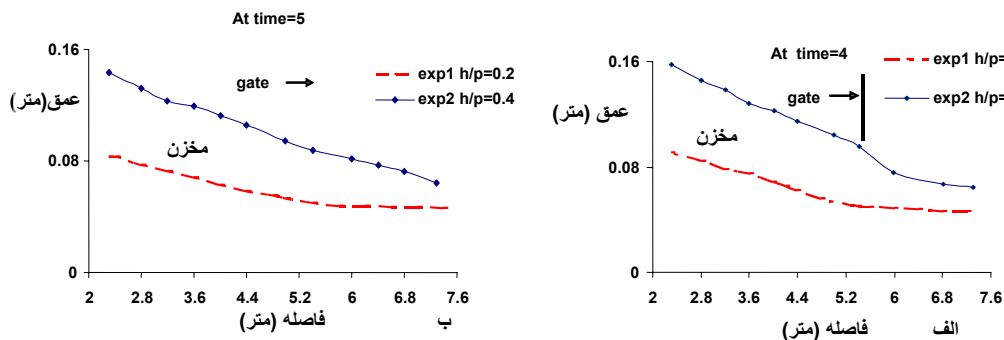 At time=5
0.16
0.08
0
gate
exp1 h/p=0.2
exp2 h/p=0.4
عمق(متر)
مخزن
2 2.8 3.6 4.4 5.2 6 6.8 7.6
فاصله (متر)
ب
At time=4
0.16
0.08
0
gate
exp1 h/p=
exp2 h/p=
عمق (متر)
مخزن
2 2.8 3.6 4.4 5.2 6 6.8 7.6
فاصله (متر)
الف